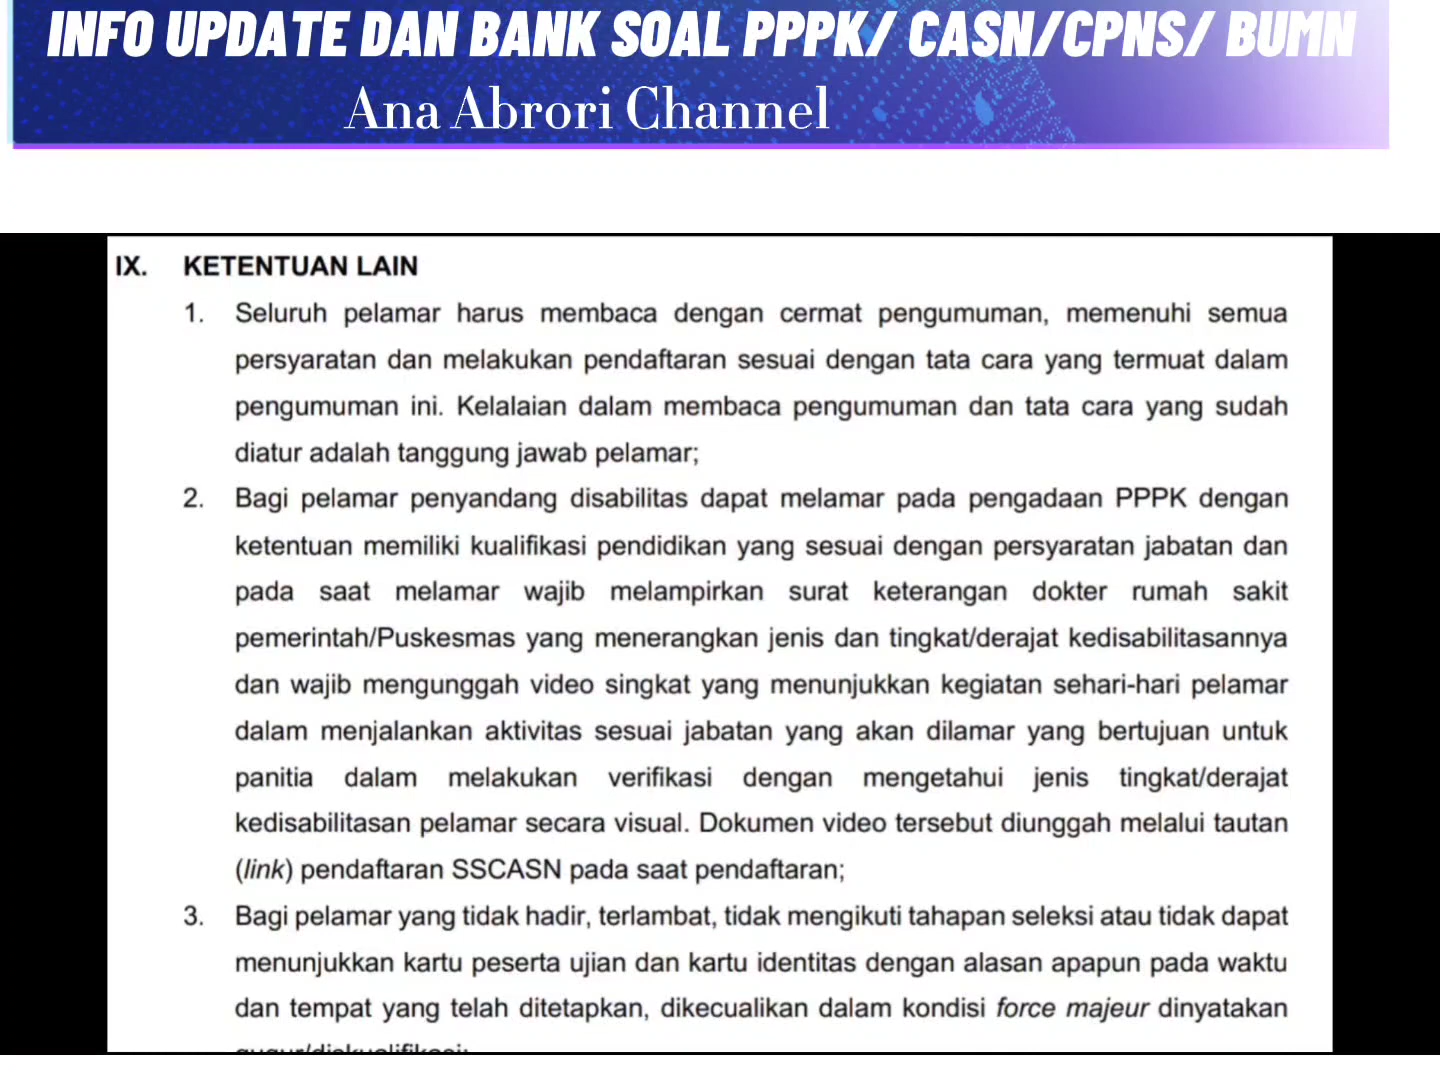 INFO UPDATE DAN BANK SOAL PPPK/ CASN/CPNS/ BUMN
Ana Abrori Channel
IX. KETENTUAN LAIN
1. Seluruh pelamar harus membaca dengan cermat pengumuman, memenuhi semua
persyaratan dan melakukan pendaftaran sesuai dengan tata cara yang termuat dalam
pengumuman ini. Kelalaian dalam membaca pengumuman dan tata cara yang sudah
diatur adalah tanggung jawab pelamar;
2. Bagi pelamar penyandang disabilitas dapat melamar pada pengadaan PPPK dengan
ketentuan memiliki kualifikasi pendidikan yang sesuai dengan persyaratan jabatan dan
pada saat melamar wajib melampirkan surat keterangan dokter rumah sakit
pemerintah/Puskesmas yang menerangkan jenis dan tingkat/derajat kedisabilitasannya
dan wajib mengunggah video singkat yang menunjukkan kegiatan sehari-hari pelamar
dalam menjalankan aktivitas sesuai jabatan yang akan dilamar yang bertujuan untuk
panitia dalam melakukan verifikasi dengan mengetahui jenis tingkat/derajat
kedisabilitasan pelamar secara visual. Dokumen video tersebut diunggah melalui tautan
(link) pendaftaran SSCASN pada saat pendaftaran;
3. Bagi pelamar yang tidak hadir, terlambat, tidak mengikuti tahapan seleksi atau tidak dapat
menunjukkan kartu peserta ujian dan kartu identitas dengan alasan apapun pada waktu
dan tempat yang telah ditetapkan, dikecualikan dalam kondisi force majeur dinyatakan